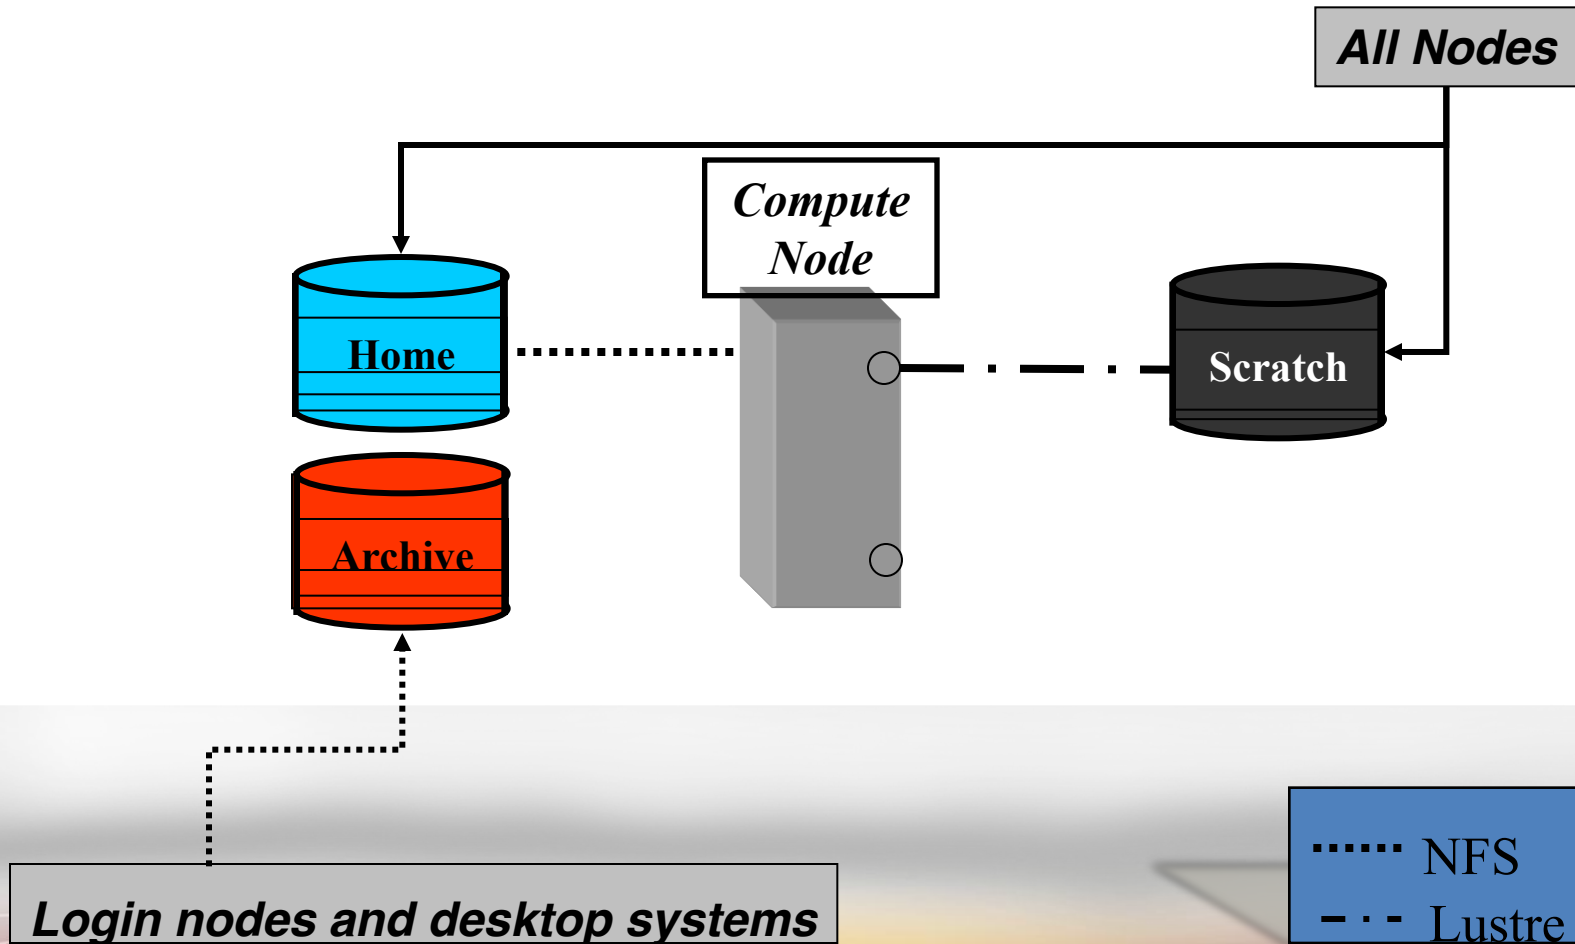 All Nodes
Compute
Node
Home
Scratch
Archive
NFS
Login nodes and desktop systems
Lustre